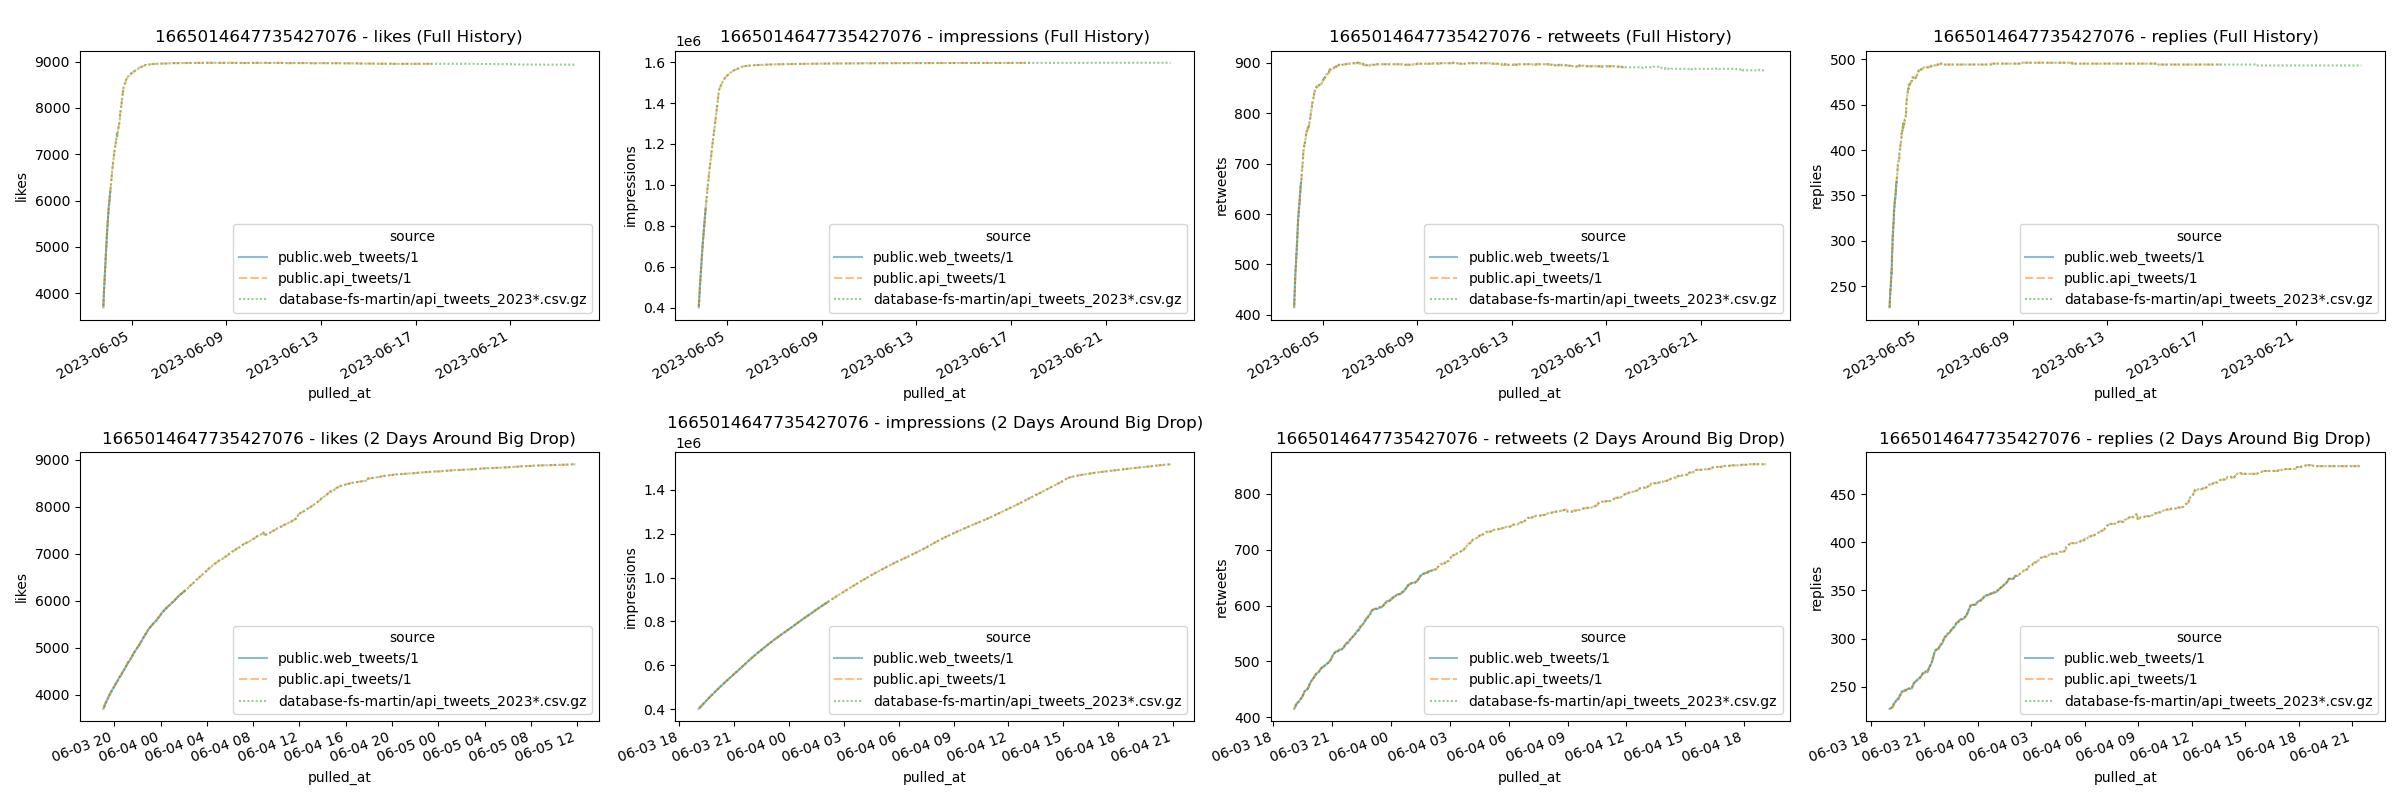 1665014647735427076 - likes (Full History)
likes
9000
8000
7000
6000
5000
4000
source
public.web_tweets/1
public.api_tweets/1
database-fs-martin/api_tweets_2023*.csv.gz
2023-06-05
2023-06-09
2023-06-13
2023-06-17
2023-06-21
pulled_at
1665014647735427076 - impressions (Full History)
1e6
impressions
1.6
1.4
1.2
1.0
0.8
0.6
0.4
source
public.web_tweets/1
public.api_tweets/1
database-fs-martin/api_tweets_2023*.csv.gz
2023-06-05
2023-06-09
2023-06-13
2023-06-17
2023-06-21
pulled_at
1665014647735427076 - retweets (Full History)
retweets
900
800
700
600
500
400
source
public.web_tweets/1
public.api_tweets/1
database-fs-martin/api_tweets_2023*.csv.gz
2023-06-05
2023-06-09
2023-06-13
2023-06-17
2023-06-21
pulled_at
1665014647735427076 - replies (Full History)
replies
500
450
400
350
300
250
source
public.web_tweets/1
public.api_tweets/1
database-fs-martin/api_tweets_2023*.csv.gz
2023-06-05
2023-06-09
2023-06-13
2023-06-17
2023-06-21
pulled_at
1665014647735427076 - likes (2 Days Around Big Drop)
likes
9000
8000
7000
6000
5000
4000
source
public.web_tweets/1
public.api_tweets/1
database-fs-martin/api_tweets_2023*.csv.gz
06-03 20
06-04 00
06-04 04
06-04 08
06-04 12
06-04 16
06-04 20
06-05 00
06-05 04
06-05 08
06-05 12
pulled_at
1665014647735427076 - impressions (2 Days Around Big Drop)
1e6
impressions
1.4
1.2
1.0
0.8
0.6
0.4
source
public.web_tweets/1
public.api_tweets/1
database-fs-martin/api_tweets_2023*.csv.gz
06-03 18
06-03 21
06-04 00
06-04 03
06-04 06
06-04 09
06-04 12
06-04 15
06-04 18
06-04 21
pulled_at
1665014647735427076 - retweets (2 Days Around Big Drop)
retweets
800
700
600
500
400
source
public.web_tweets/1
public.api_tweets/1
database-fs-martin/api_tweets_2023*.csv.gz
06-03 18
06-03 21
06-04 00
06-04 03
06-04 06
06-04 09
06-04 12
06-04 15
06-04 18
pulled_at
1665014647735427076 - replies (2 Days Around Big Drop)
replies
450
400
350
300
250
source
public.web_tweets/1
public.api_tweets/1
database-fs-martin/api_tweets_2023*.csv.gz
06-03 18
06-03 21
06-04 00
06-04 03
06-04 06
06-04 09
06-04 12
06-04 15
06-04 18
06-04 21
pulled_at